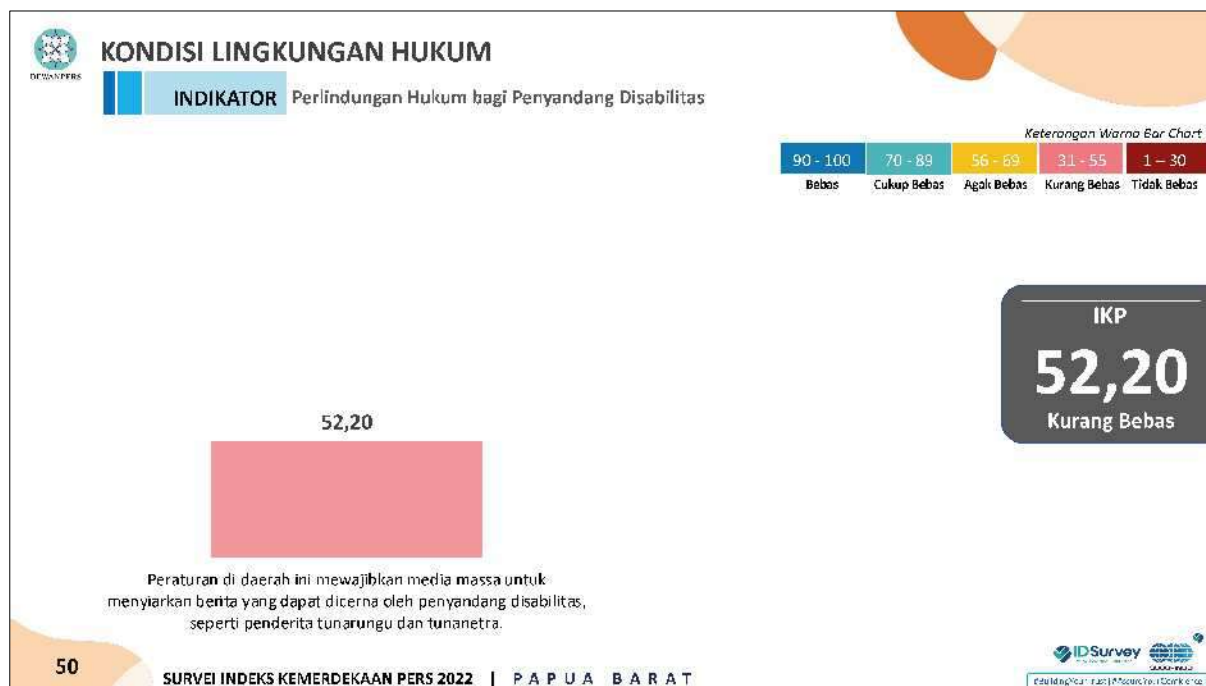 KONDISI LINGKUNGAN HUKUM
DEWAN PERS
INDIKATOR Perlindungan Hukum bagi Penyandang Disabilitas
Keterangan Warna Bar Chart
90 - 100 70 - 89 56 - 69 31 - 55 1 – 30
Bebas Cukup Bebas Agak Bebas Kurang Bebas Tidak Bebas
IKP
52,20
Kurang Bebas
52,20
Peraturan di daerah ini mewajibkan media massa untuk
menyiarkan berita yang dapat dicerna oleh penyandang disabilitas,
seperti penderita tunarungu dan tunanetra.
50
SURVEI INDEKS KEMERDEKAAN PERS 2022 | PAPUA BARAT
IDSurvey